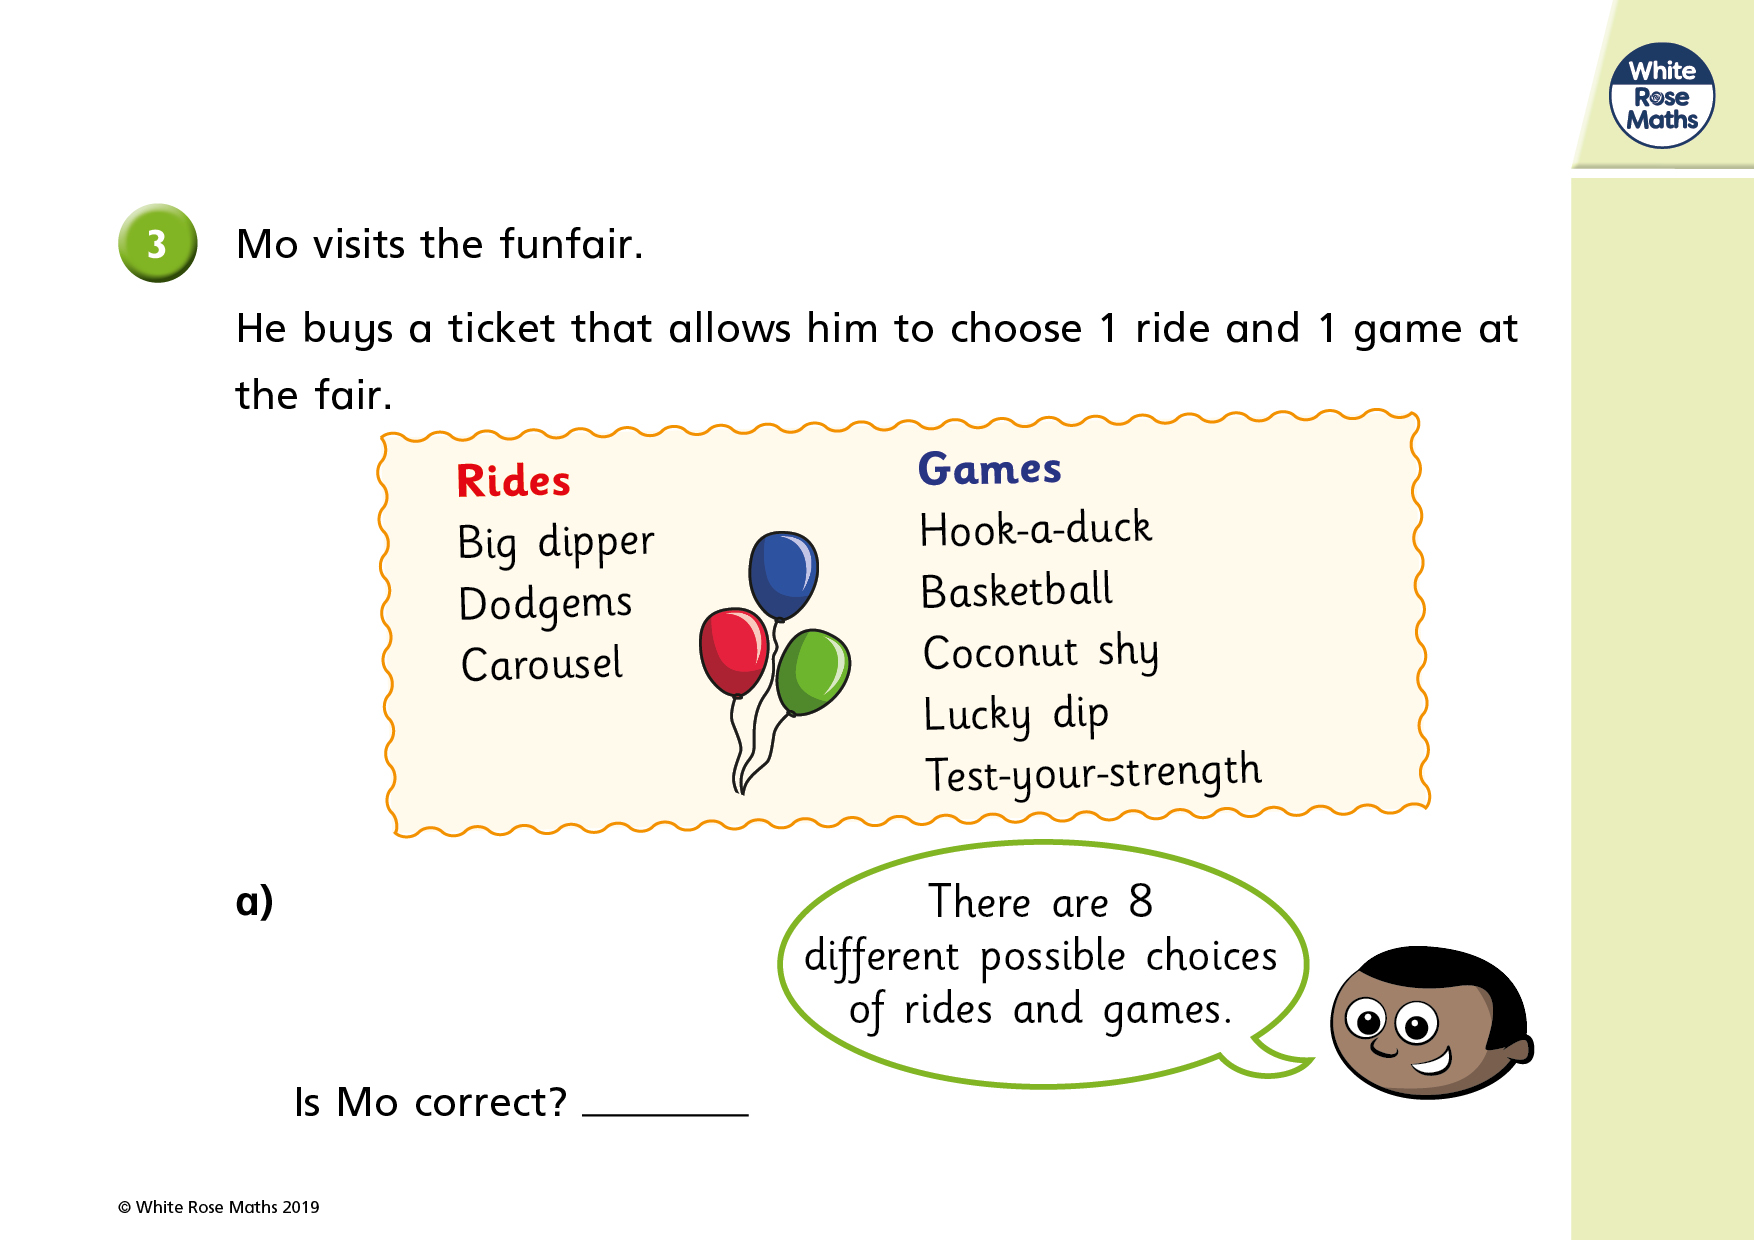 White
Rose
Maths
3 Mo visits the funfair.
He buys a ticket that allows him to choose 1 ride and 1 game at
the fair.
Rides
Big dipper
Dodgems
Carousel
Games
Hook-a-duck
Basketball
Coconut shy
Lucky dip
Test-your-strength
a)
There are 8
different possible choices
of rides and games.
Is Mo correct? ________
© White Rose Maths 2019